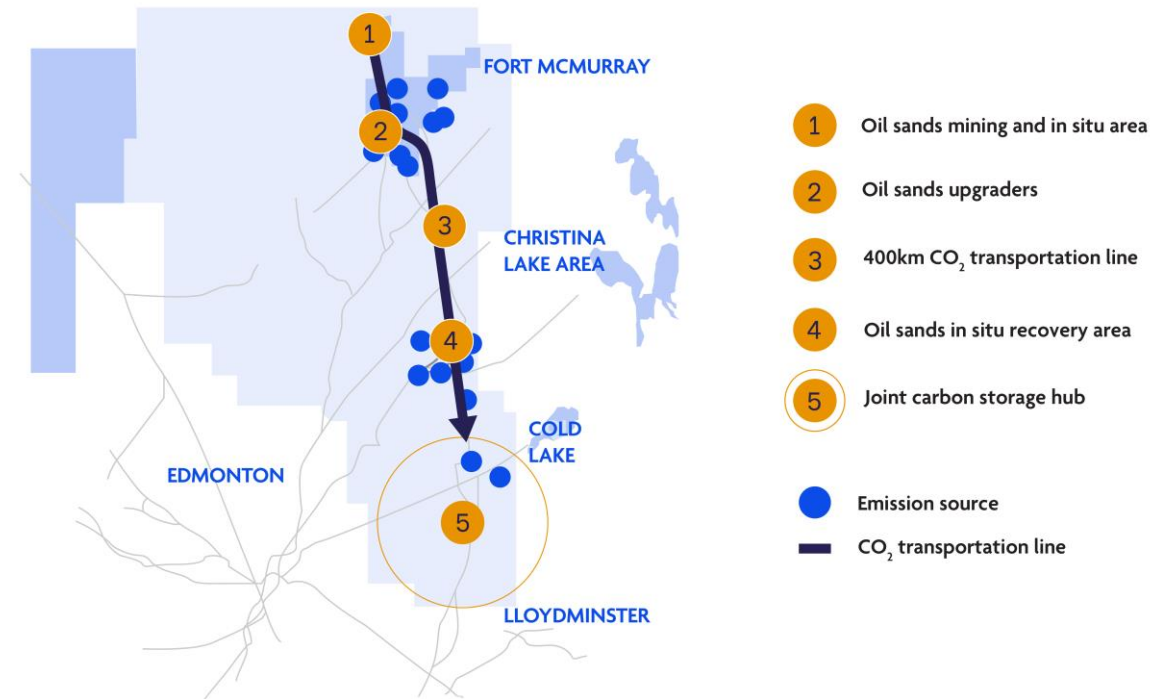 1
FORT MCMURRAY
2
3
CHRISTINA
LAKE AREA
4
COLD
LAKE
EDMONTON
5
LLOYDMINSTER
1 Oil sands mining and in situ area
2 Oil sands upgraders
3 400km CO₂ transportation line
4 Oil sands in situ recovery area
5 Joint carbon storage hub
Emission source
CO₂ transportation line